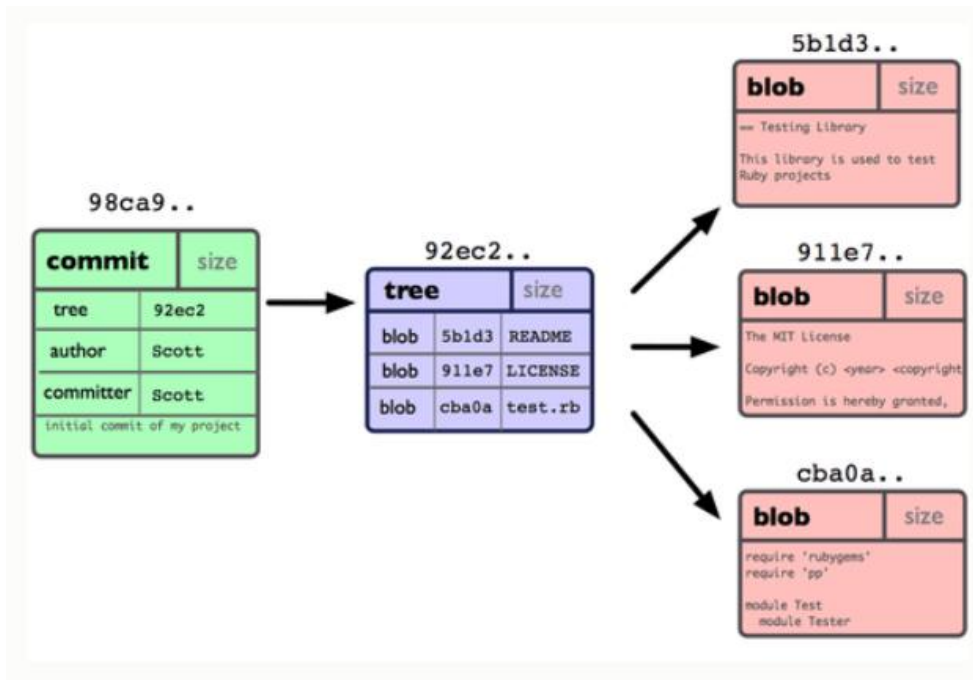 98ca9..
commit size
tree 92ec2
author Scott
committer Scott
initial commit of my project
92ec2..
tree size
blob 5b1d3 README
blob 911e7 LICENSE
blob cba0a test.rb
5b1d3..
blob size
== Testing Library
This library is used to test
Ruby projects
911e7..
blob size
The MIT License
Copyright (c) <year> <copyright
Permission is hereby granted,
cba0a..
blob size
require 'rubygems'
require 'pp'
module Test
module Tester